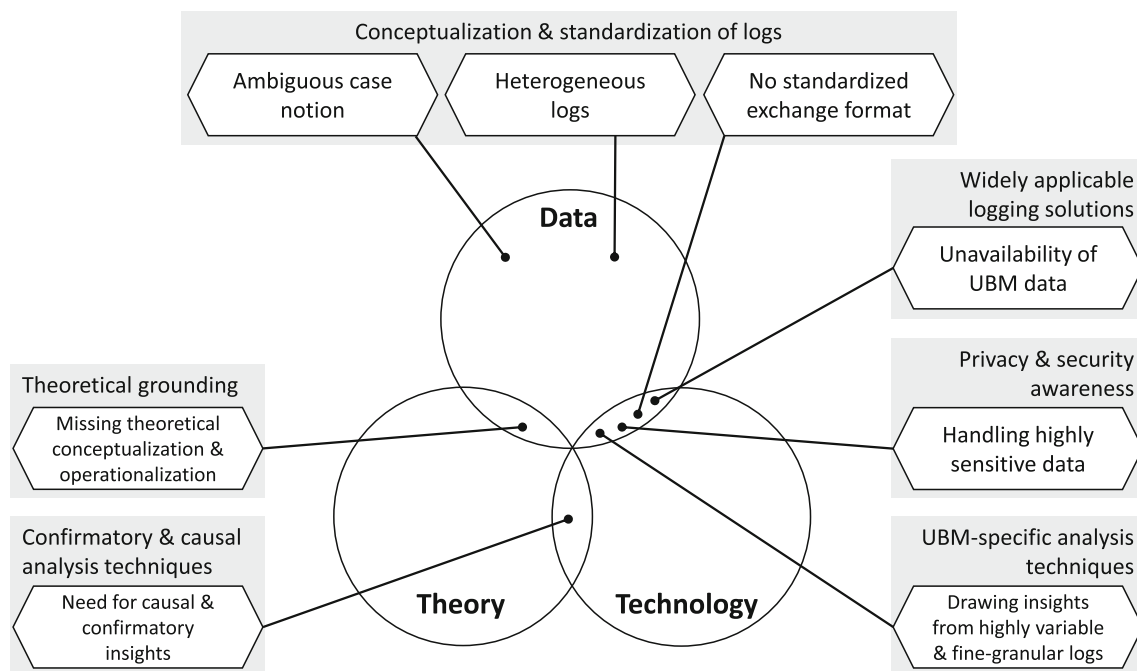 Conceptualization & standardization of logs
Ambiguous case
notion
Heterogeneous
logs
No standardized
exchange format
Widely applicable
logging solutions
Unavailability of
UBM data
Data
Privacy & security
awareness
Handling highly
sensitive data
Theoretical grounding
Missing theoretical
conceptualization &
operationalization
Confirmatory & causal
analysis techniques
Need for causal &
confirmatory
insights
Theory
Technology
UBM-specific analysis
techniques
Drawing insights
from highly variable
& fine-granular logs